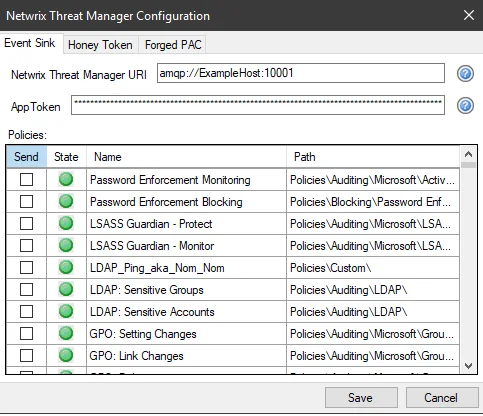 Netwrix Threat Manager Configuration
Event Sink Honey Token Forged PAC
Netwrix Threat Manager URI amqp://ExampleHost:10001
App Token
Policies:
Send State Name Path
Password Enforcement Monitoring Policies\Auditing\Microsoft\Activ...
Password Enforcement Blocking Policies\Blocking\Password Enf...
LSASS Guardian - Protect Policies\Auditing\Microsoft\LSA...
LSASS Guardian - Monitor Policies\Auditing\Microsoft\LSA...
LDAP_Ping_aka_Nom_Nom Policies\Custom\
LDAP: Sensitive Groups Policies\Auditing\LDAP\
LDAP: Sensitive Accounts Policies\Auditing\LDAP\
GPO: Setting Changes Policies\Auditing\Microsoft\Grou...
GPO: Link Changes Policies\Auditing\Microsoft\Grou...
Save Cancel